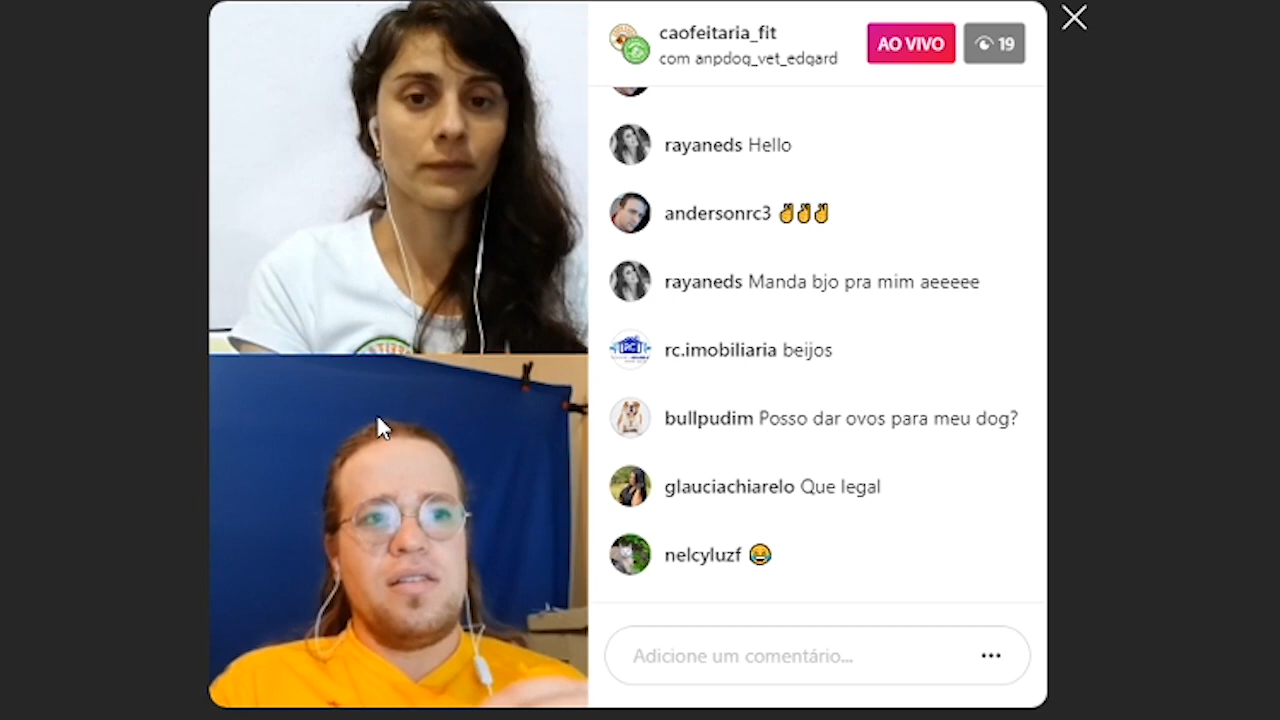 caofeitaria_fit
com anpdog_vet_edgard
AO VIVO
19
rayaneds Hello
andersonrc3 ✌✌✌
rayaneds Manda bjo pra mim aeeeee
RC
rc.imobiliaria beijos
bullpudim Posso dar ovos para meu dog?
glauciachiarelo Que legal
nelcyluzf 😂
Adicione um comentário...